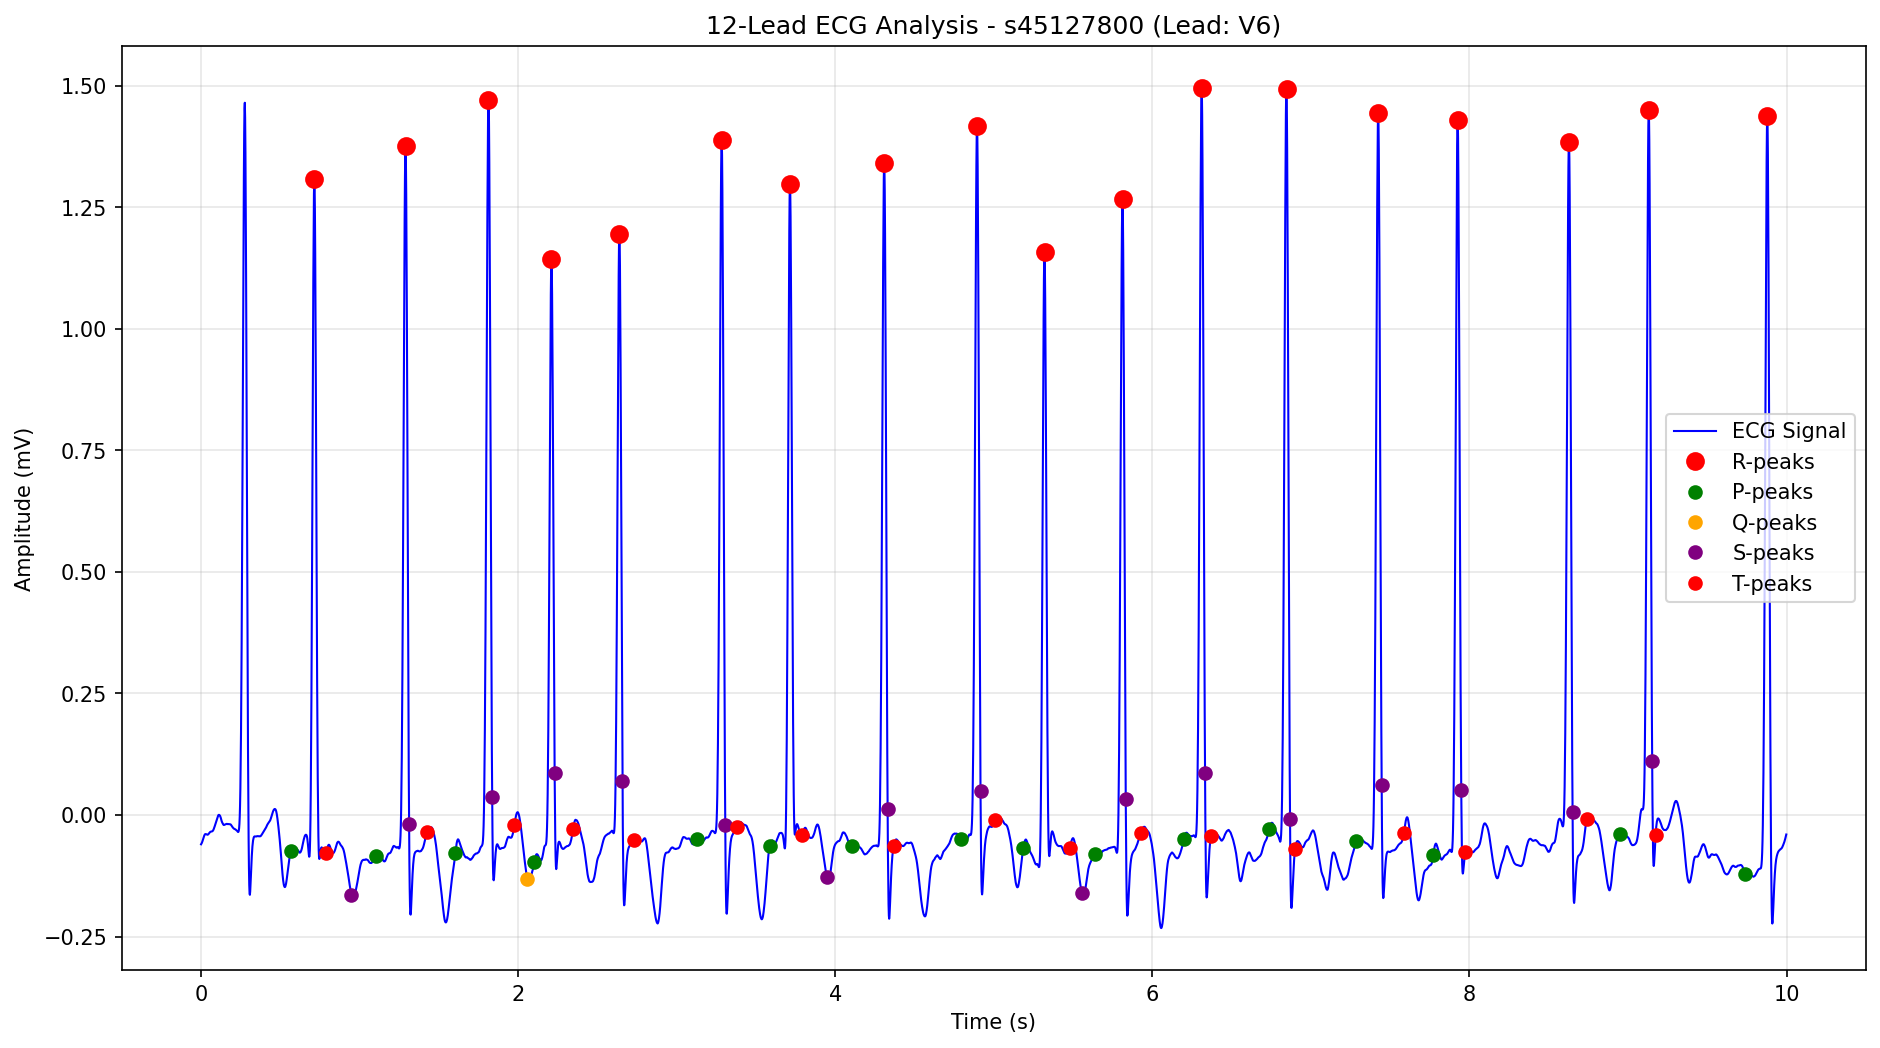 12-Lead ECG Analysis - s45127800 (Lead: V6)
Amplitude (mV)
1.50
1.25
1.00
0.75
0.50
0.25
0.00
−0.25
ECG Signal
R-peaks
P-peaks
Q-peaks
S-peaks
T-peaks
0 2 4 6 8 10
Time (s)